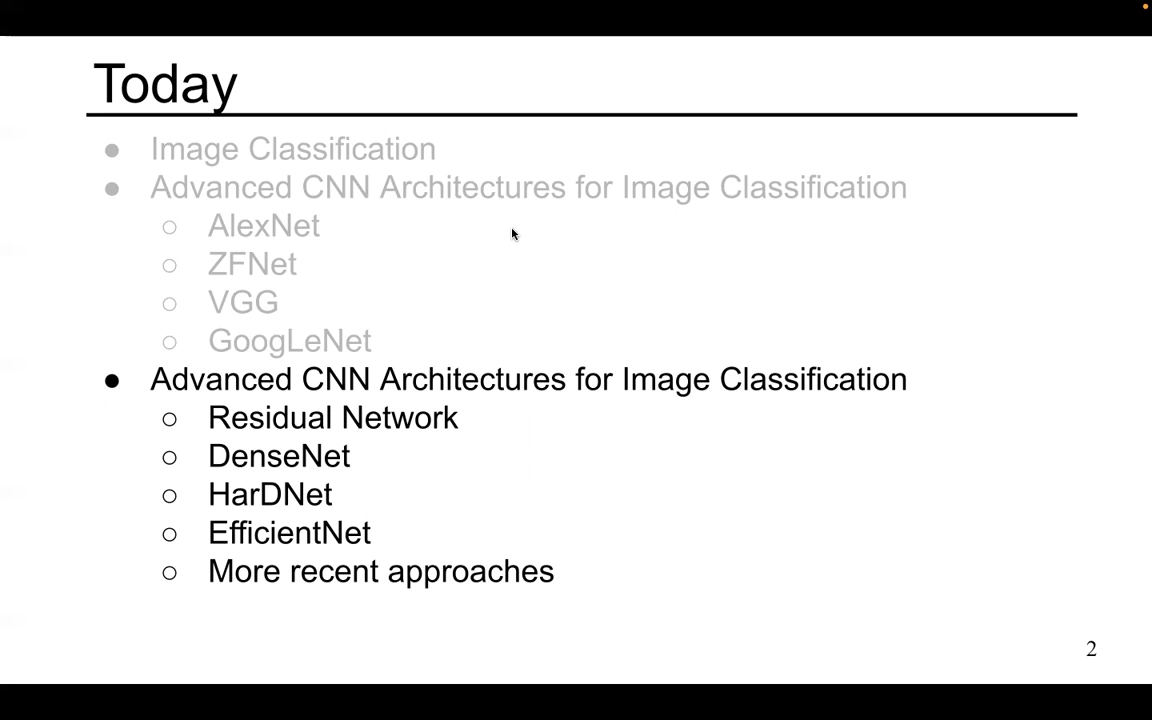 Today
● Image Classification
● Advanced CNN Architectures for Image Classification
○ AlexNet
○ ZFNet
○ VGG
○ GoogLeNet
● Advanced CNN Architectures for Image Classification
○ Residual Network
○ DenseNet
○ HarDNet
○ EfficientNet
○ More recent approaches
2